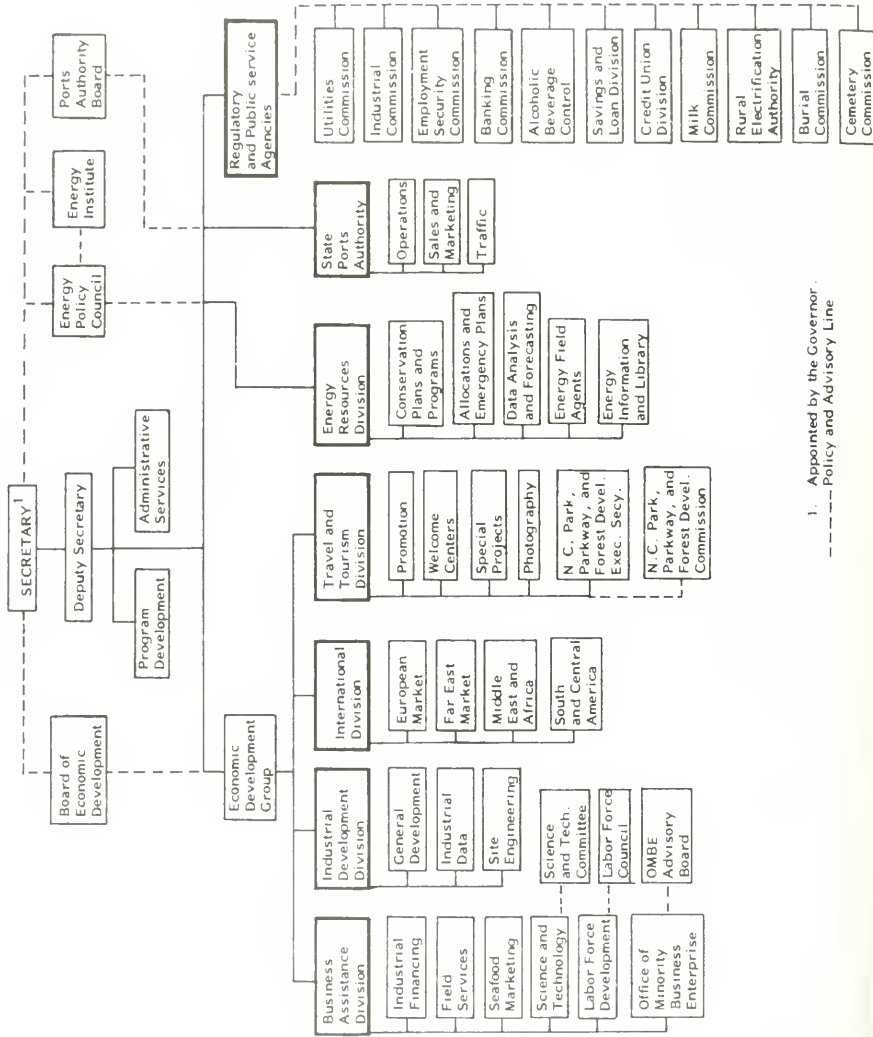 SECRETARY1
Board of
Economic
Development
Deputy Secretary
Program Development
Administrative
Services
Energy
Policy
Council
Energy
Institute
Ports
Authority
Board
Economic
Development
Group
Regulatory
and Public service
Agencies
Business
Assistance
Division
Industrial
Financing
Field
Services
Seafood
Marketing
Science and
Technology
Labor Force
Development
Office of
Minority
Business
Enterprise
Science
and Tech.
Committee
Labor Force
Council
OMBE
Advisory
Board
Industrial
Development
Division
General
Development
Industrial
Data
Site
Engineering
International
Division
European
Market
Far East
Market
Middle
East and
Africa
South
and Central
America
Travel and
Tourism
Division
Promotion
Welcome
Centers
Special
Projects
Photography
N C. Park,
Parkway, and
Forest Devel.
Exec. Secy.
N.C. Park,
Parkway, and
Forest Devel.
Commission
Energy
Resources
Division
Conservation
Plans and
Programs
Allocations and
Emergency Plans
Data Analysis
and Forecasting
Energy Field
Agents
Energy
Information
and Library
State
Ports
Authority
Operations
Sales and
Marketing
Traffic
Utilities
Commission
Industrial
Commission
Employment
Security
Commission
Banking
Commission
Alcoholic
Beverage
Control
Savings and
Loan Division
Credit Union
Division
Milk
Commission
Rural
Electrification
Authority
Burial
Commission
Cemetery
Commission
1. Appointed by the Governor.
-----Policy and Advisory Line